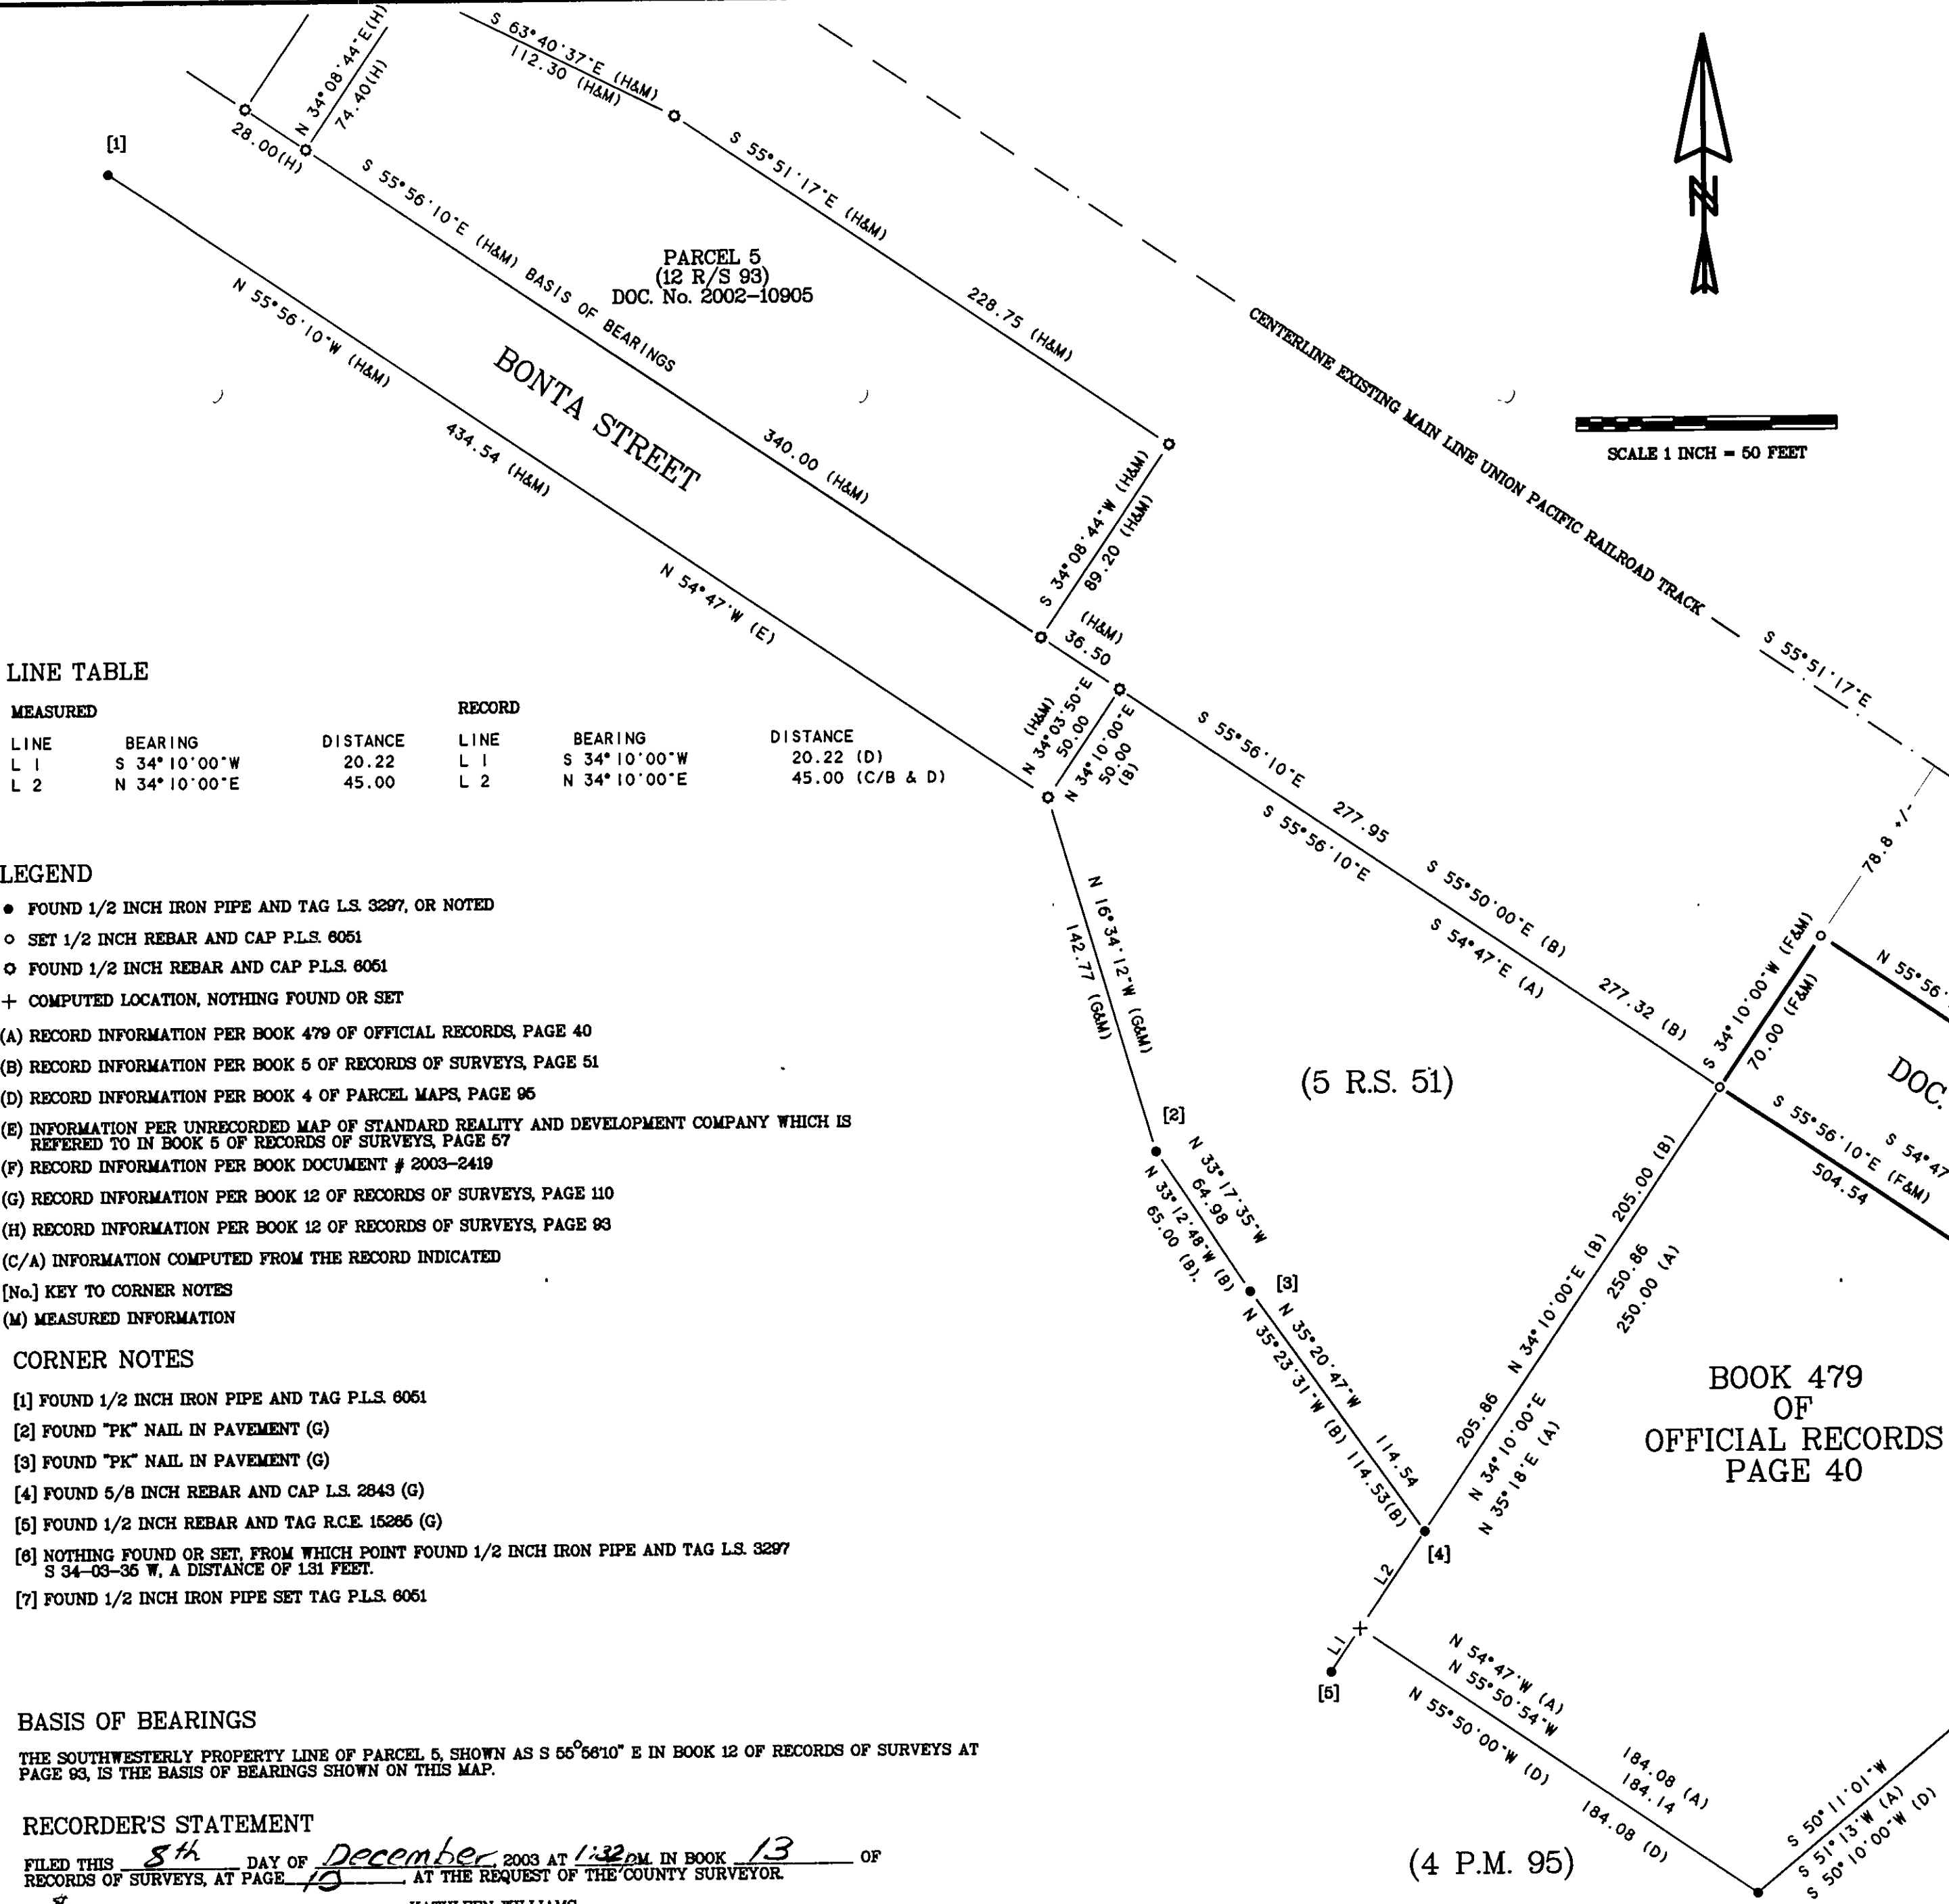 S 63°40'37"E (H&M)
112.30 (H&M)
N 34°08'44"E(H)
74.40(H)
28.00(H)
[1]
S 55°51'17"E (H&M)
228.75 (H&M)
S 55°56'10"E (H&M) BASIS OF BEARINGS
340.00 (H&M)
PARCEL 5
(12 R/S 93)
DOC. No. 2002-10905
N
SCALE 1 INCH = 50 FEET
CENTERLINE EXISTING MAIN LINE UNION PACIFIC RAILROAD TRACK
S 55°51'17"E
N 55°56'10"W (H&M)
434.54 (H&M)
N 54°47'W (E)
BONTA STREET
S 34°08'44"W (H&M)
89.20 (H&M)
(H&M)
36.50
(H&M)
N 34°03'50"E
50.00
N 34°10'00"E
50.00
(B)
LINE TABLE
MEASURED RECORD
LINE BEARING DISTANCE LINE BEARING DISTANCE
L 1 S 34°10'00"W 20.22 L 1 S 34°10'00"W 20.22 (D)
L 2 N 34°10'00"E 45.00 L 2 N 34°10'00"E 45.00 (C/B & D)
S 55°56'10"E 277.95
S 55°56'10"E
S 55°50'00"E (B)
S 54°47'E (A)
277.32 (B)
78.8 +/-
S 34°10'00"W (F&M)
70.00 (F&M)
N 55°56'
DOC.
S 55°56'10"E (F&M)
S 54°47
504.54
LEGEND
FOUND 1/2 INCH IRON PIPE AND TAG L.S. 3297, OR NOTED
SET 1/2 INCH REBAR AND CAP P.L.S. 6051
FOUND 1/2 INCH REBAR AND CAP P.L.S. 6051
+ COMPUTED LOCATION, NOTHING FOUND OR SET
(A) RECORD INFORMATION PER BOOK 479 OF OFFICIAL RECORDS, PAGE 40
(B) RECORD INFORMATION PER BOOK 5 OF RECORDS OF SURVEYS, PAGE 51
(D) RECORD INFORMATION PER BOOK 4 OF PARCEL MAPS, PAGE 95
(E) INFORMATION PER UNRECORDED MAP OF STANDARD REALITY AND DEVELOPMENT COMPANY WHICH IS
REFERED TO IN BOOK 5 OF RECORDS OF SURVEYS, PAGE 57
(F) RECORD INFORMATION PER BOOK DOCUMENT # 2003-2419
(G) RECORD INFORMATION PER BOOK 12 OF RECORDS OF SURVEYS, PAGE 110
(H) RECORD INFORMATION PER BOOK 12 OF RECORDS OF SURVEYS, PAGE 93
(C/A) INFORMATION COMPUTED FROM THE RECORD INDICATED
[No.] KEY TO CORNER NOTES
(M) MEASURED INFORMATION
N 16°34'12"W (G&M)
142.77 (G&M)
(5 R.S. 51)
[2]
N 33°17'35"W
64.98
N 33°12'48"W (B)
65.00 (B)
[3]
N 35°20'47"W 114.54
N 35°23'31"W (B) 114.53(B)
205.86 N 34°10'00"E (B) 205.00 (B)
250.86
250.00 (A)
N 34°10'00"E
N 35°18'E (A)
BOOK 479
OF
OFFICIAL RECORDS
PAGE 40
[4]
L2
L1
[5]
CORNER NOTES
[1] FOUND 1/2 INCH IRON PIPE AND TAG P.L.S. 6051
[2] FOUND "PK" NAIL IN PAVEMENT (G)
[3] FOUND "PK" NAIL IN PAVEMENT (G)
[4] FOUND 5/8 INCH REBAR AND CAP L.S. 2843 (G)
[5] FOUND 1/2 INCH REBAR AND TAG R.C.E. 15265 (G)
[6] NOTHING FOUND OR SET, FROM WHICH POINT FOUND 1/2 INCH IRON PIPE AND TAG L.S. 3297
S 34-03-35 W, A DISTANCE OF 1.31 FEET.
[7] FOUND 1/2 INCH IRON PIPE SET TAG P.L.S. 6051
N 54°47'W (A)
N 55°50'54"W
N 55°50'00"W (D)
184.08 (A)
184.14
184.08 (D)
S 50°11'01"W
S 51°13'W (A)
S 50°10'00"W (D)
(4 P.M. 95)
BASIS OF BEARINGS
THE SOUTHWESTERLY PROPERTY LINE OF PARCEL 5, SHOWN AS S 55°56'10" E IN BOOK 12 OF RECORDS OF SURVEYS AT
PAGE 93, IS THE BASIS OF BEARINGS SHOWN ON THIS MAP.
RECORDER'S STATEMENT
FILED THIS 8th DAY OF December, 2003 AT 1:32 P.M. IN BOOK 13 OF
RECORDS OF SURVEYS, AT PAGE 10, AT THE REQUEST OF THE COUNTY SURVEYOR.
KATHLEEN WILLIAMS